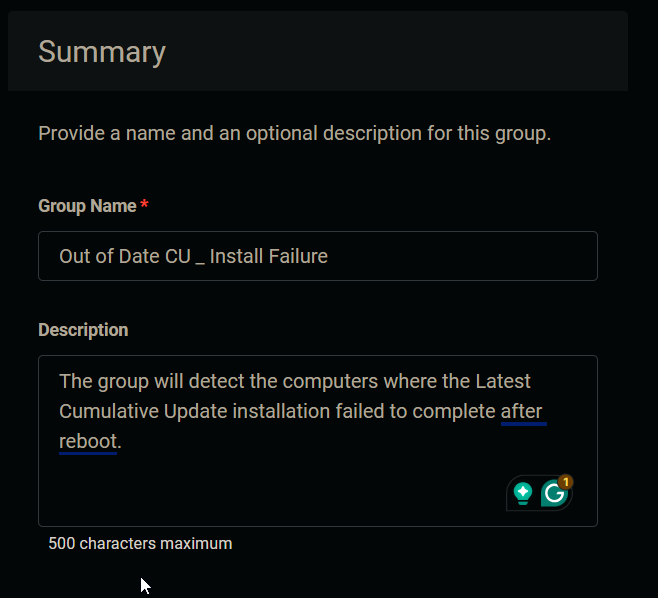 Summary
Provide a name and an optional description for this group.
Group Name *
Out of Date CU _ Install Failure
Description
The group will detect the computers where the Latest
Cumulative Update installation failed to complete after
reboot.
1
500 characters maximum